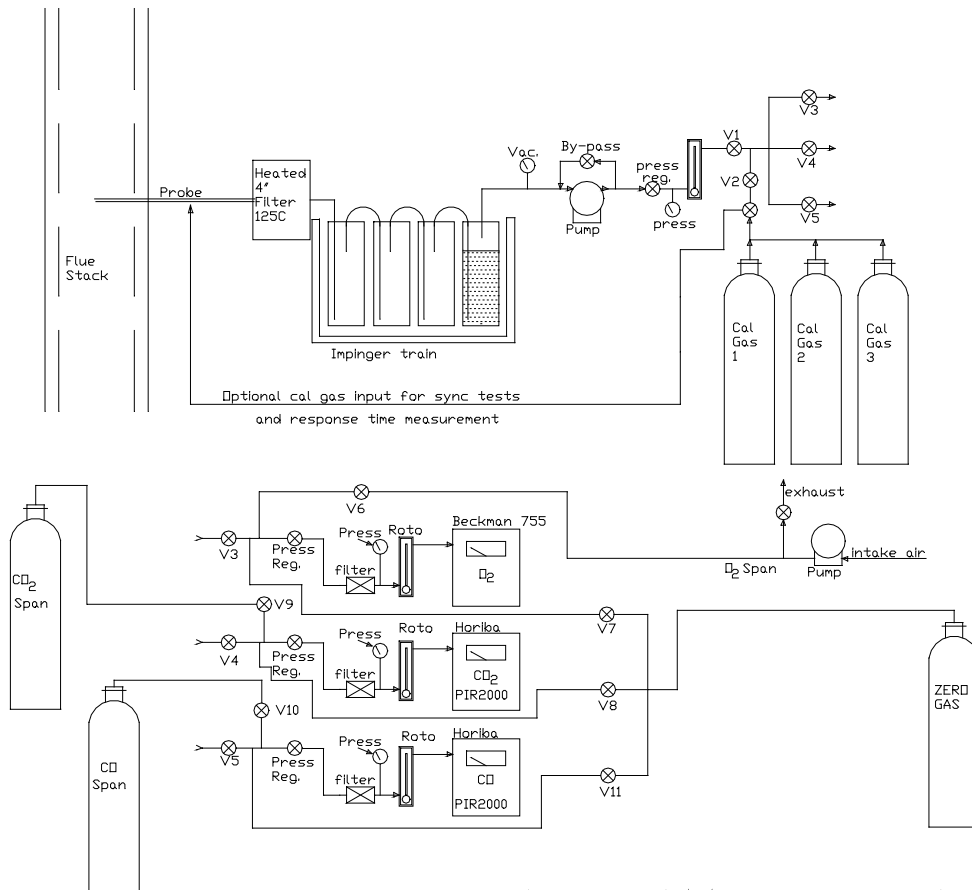 V3
V1
By-pass
Vac.
V4
Heated
4"
Filter
125C
press
reg.
V2
Probe
V5
press
Pump
Flue
Stack
Cal
Gas
1
Cal
Gas
2
Cal
Gas
3
Impinger train
Optional cal gas input for sync tests
and response time measurement
exhaust
V6
Beckman 755
Press
Roto
V3
Press
Reg.
filter
O2
O2 Span
Pump
intake air
CO2
Span
V9
V7
Press
Roto
Horiba
V4
Press
Reg.
filter
CO2
PIR2000
V8
ZERO
GAS
V10
Press
Roto
Horiba
V5
Press
Reg.
filter
CO
PIR2000
V11
CO
Span